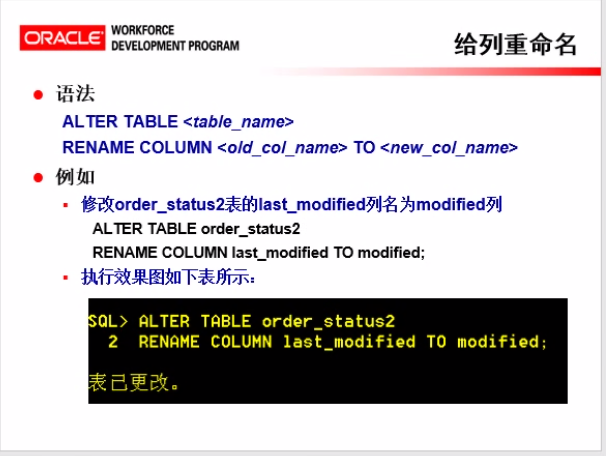 ORACLE
WORKFORCE
DEVELOPMENT PROGRAM
给列重命名
语法
ALTER TABLE <table_name>
RENAME COLUMN <old_col_name> TO <new_col_name>
例如
修改order_status2表的last_modified列名为modified列
ALTER TABLE order_status2
RENAME COLUMN last_modified TO modified;
执行效果图如下表所示：
SQL> ALTER TABLE order_status2
2 RENAME COLUMN last_modified TO modified;
表已更改。